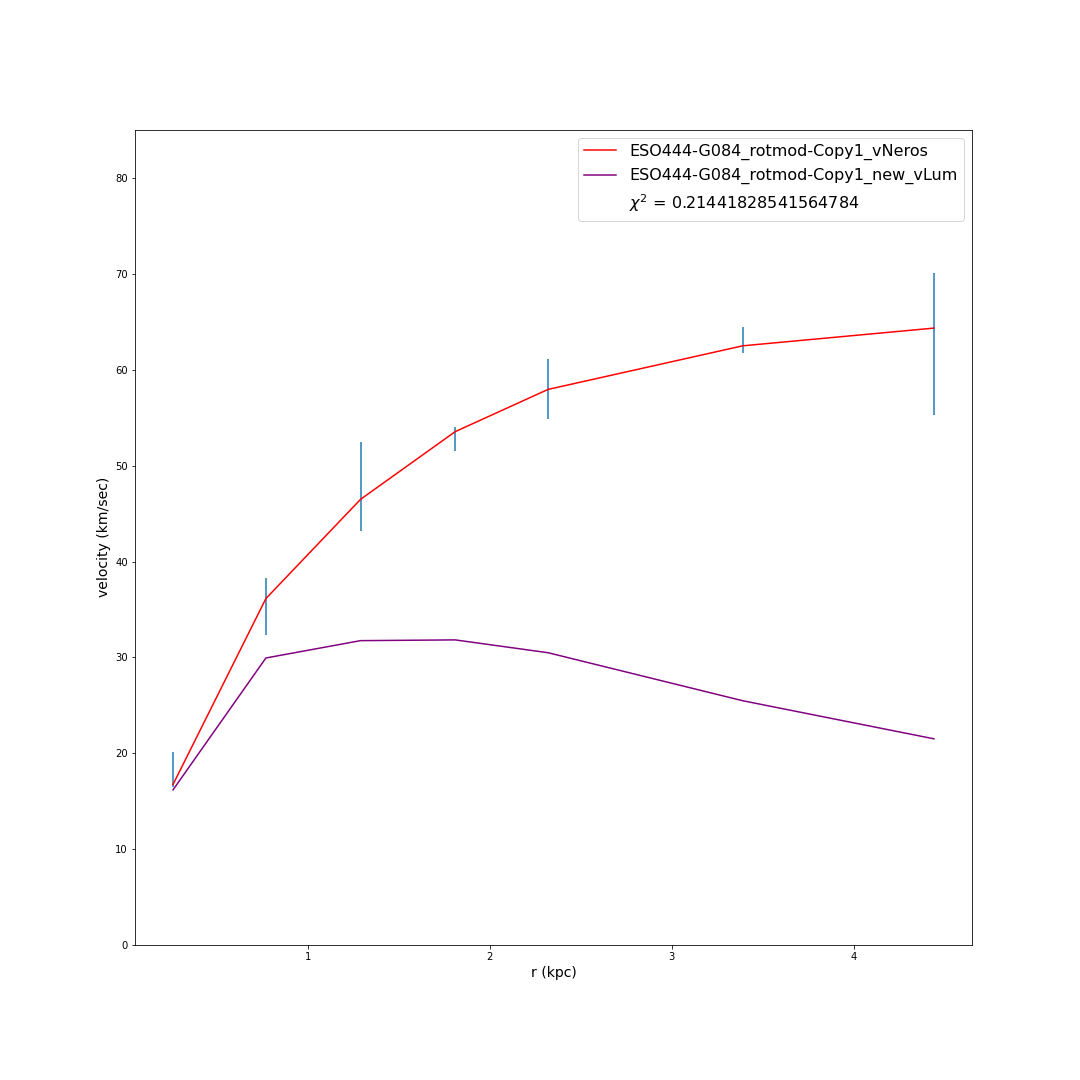 ESO444-G084_rotmod-Copy1_vNeros
ESO444-G084_rotmod-Copy1_new_vLum
χ² = 0.21441828541564784
80
70
60
50
40
30
20
10
0
velocity (km/sec)
1 2 3 4
r (kpc)